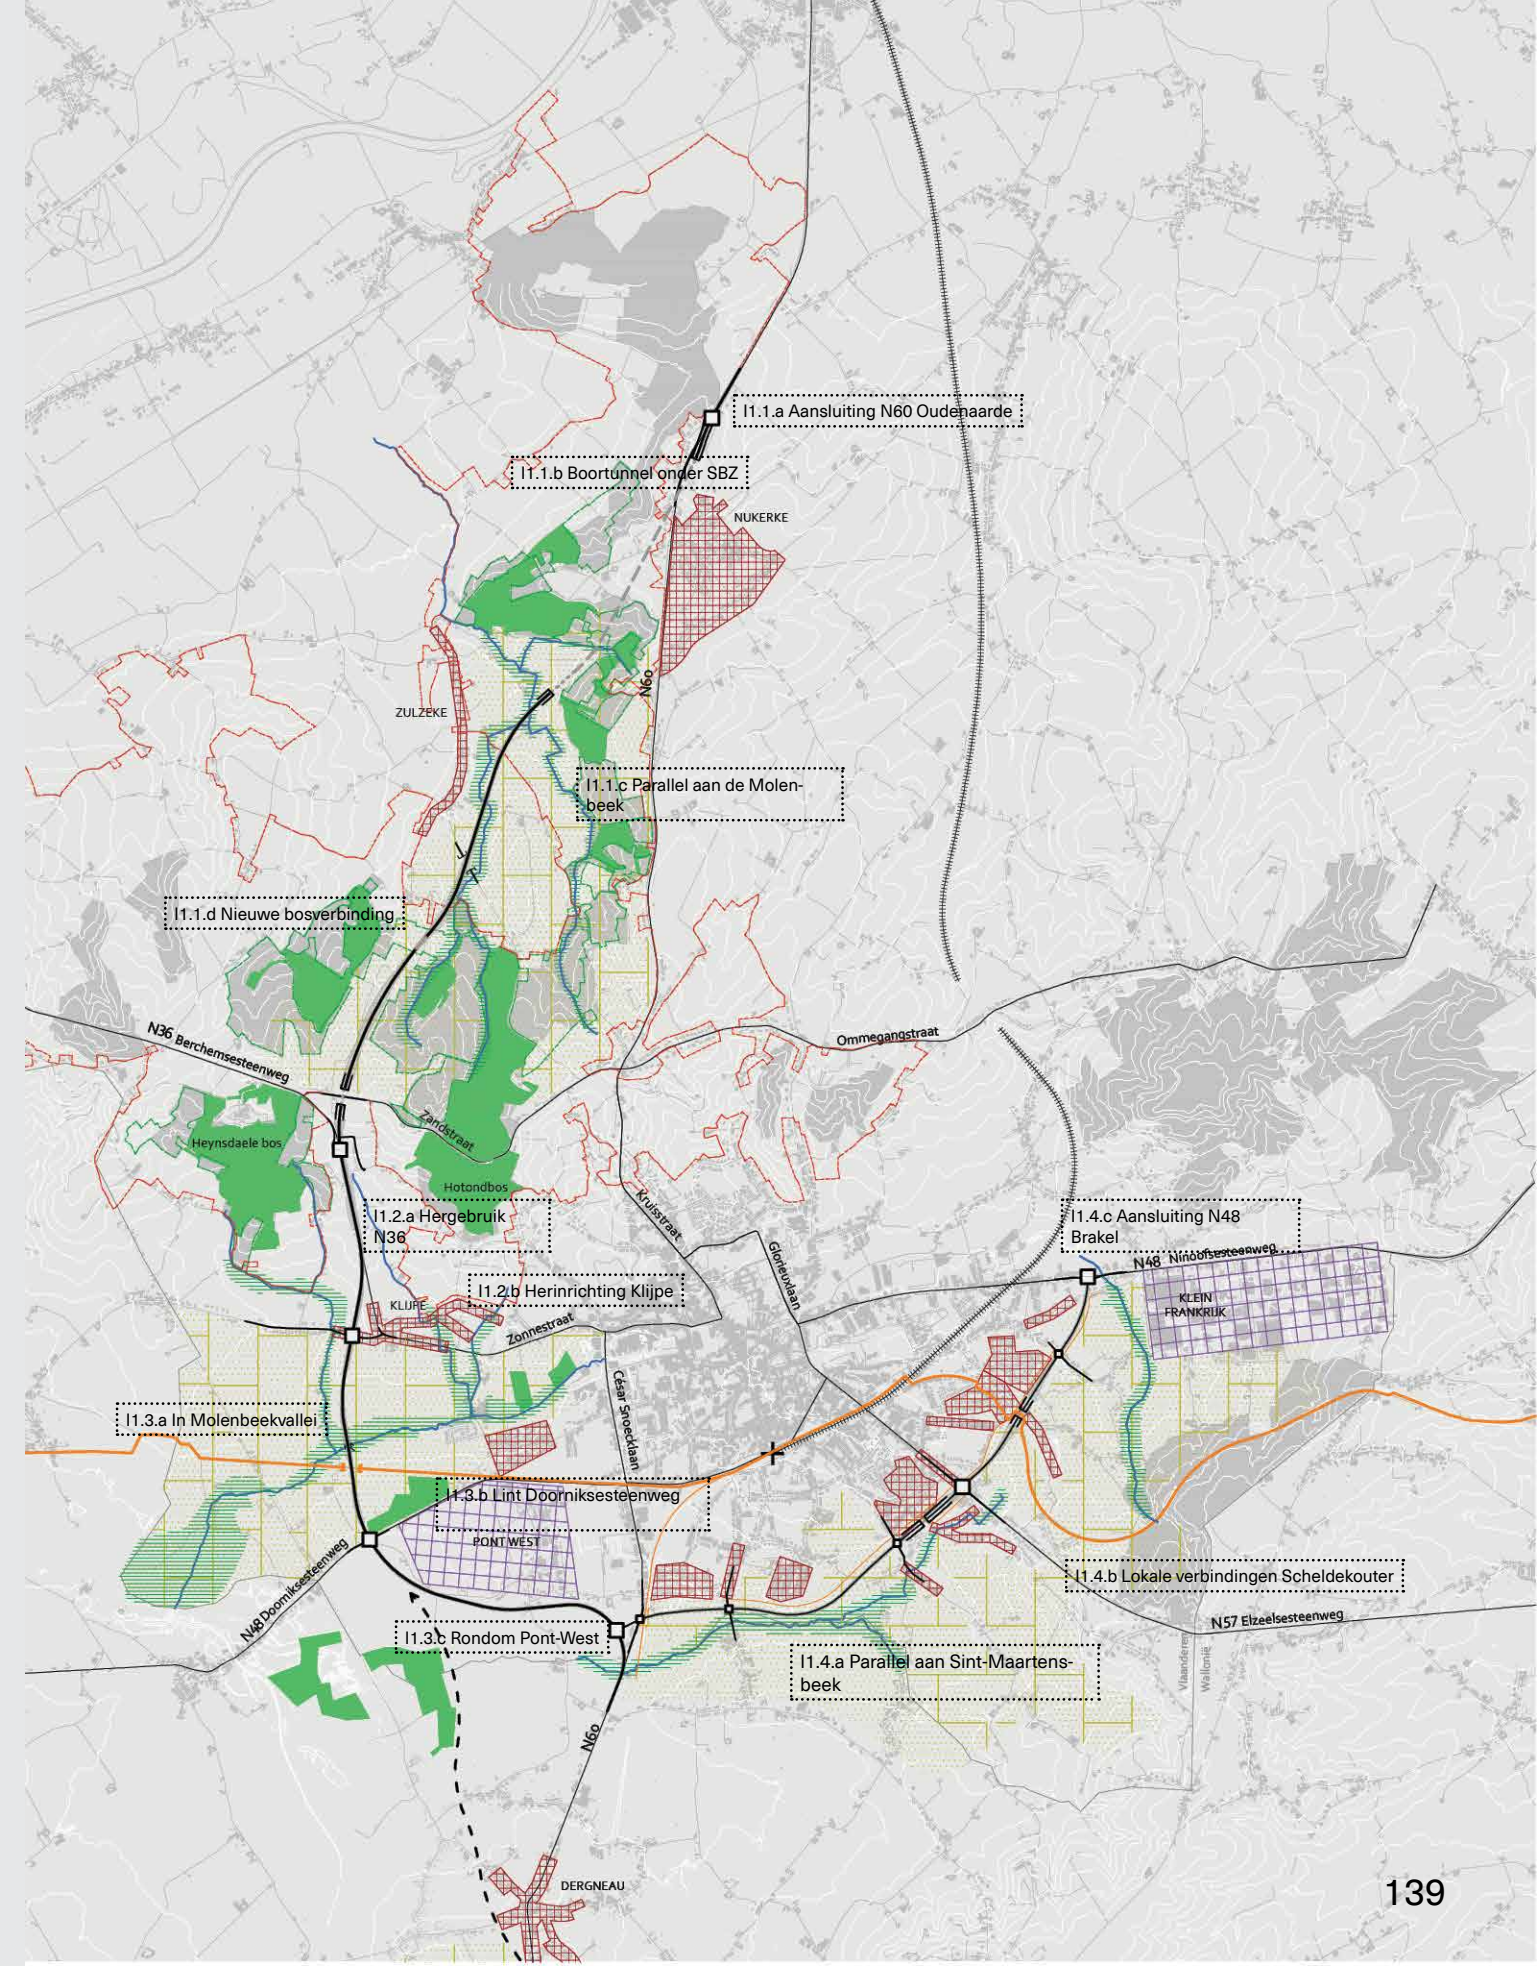 I1.1.a Aansluiting N60 Oudenaarde
I1.1.b Boortunnel onder SBZ
NUKERKE
N60
ZULZEKE
I1.1.c Parallel aan de Molen-
beek
I1.1.d Nieuwe bosverbinding
N36 Berchemsesteenweg
Ommegangstraat
Zandstraat
Heynsdaele bos
Hotondbos
Kruisstraat
I1.2.a Hergebruik
N36
I1.4.c Aansluiting N48
Brakel
Glorieuxlaan
N48 Ninoofsesteenweg
I1.2.b Herinrichting Klijpe
KLIJPE
KLEIN
FRANKRIJK
Zonnestraat
César Snoecklaan
I1.3.a In Molenbeekvallei
I1.3.b Lint Doorniksesteenweg
PONT WEST
N48 Doorniksesteenweg
I1.4.b Lokale verbindingen Scheldekouter
N57 Elzeelsesteenweg
I1.3.c Rondom Pont-West
I1.4.a Parallel aan Sint-Maartens-
beek
Vlaanderen
Wallonië
N60
DERGNEAU
139